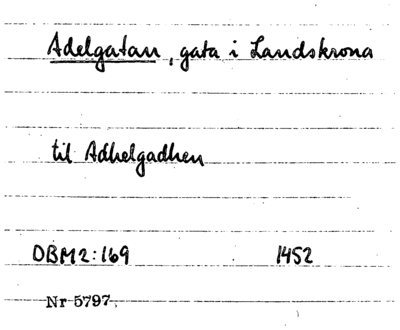 Adelgatan, gata i Landskrona
til Adhelgadhen
DBM2:169 1452
Nr 5797.